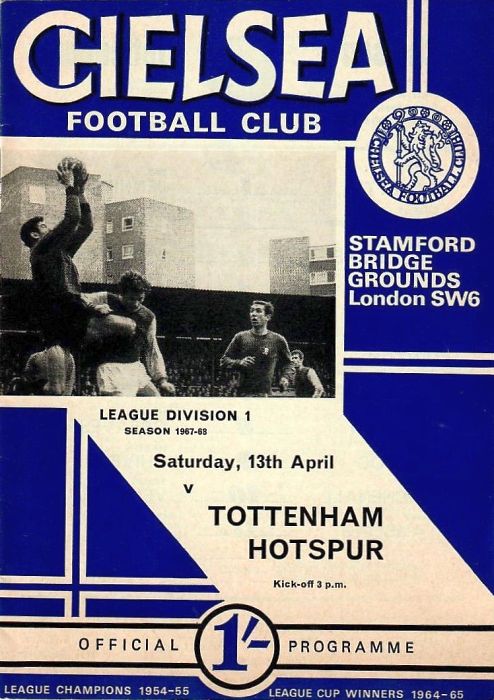 CHELSEA
FOOTBALL CLUB
CHELSEA FOOTBALL CLUB
STAMFORD
BRIDGE
GROUNDS
London SW6
LEAGUE DIVISION 1
SEASON 1967-68
Saturday, 13th April
v
TOTTENHAM
HOTSPUR
Kick-off 3 p.m.
OFFICIAL 1/- PROGRAMME
LEAGUE CHAMPIONS 1954-55 LEAGUE CUP WINNERS 1964-65